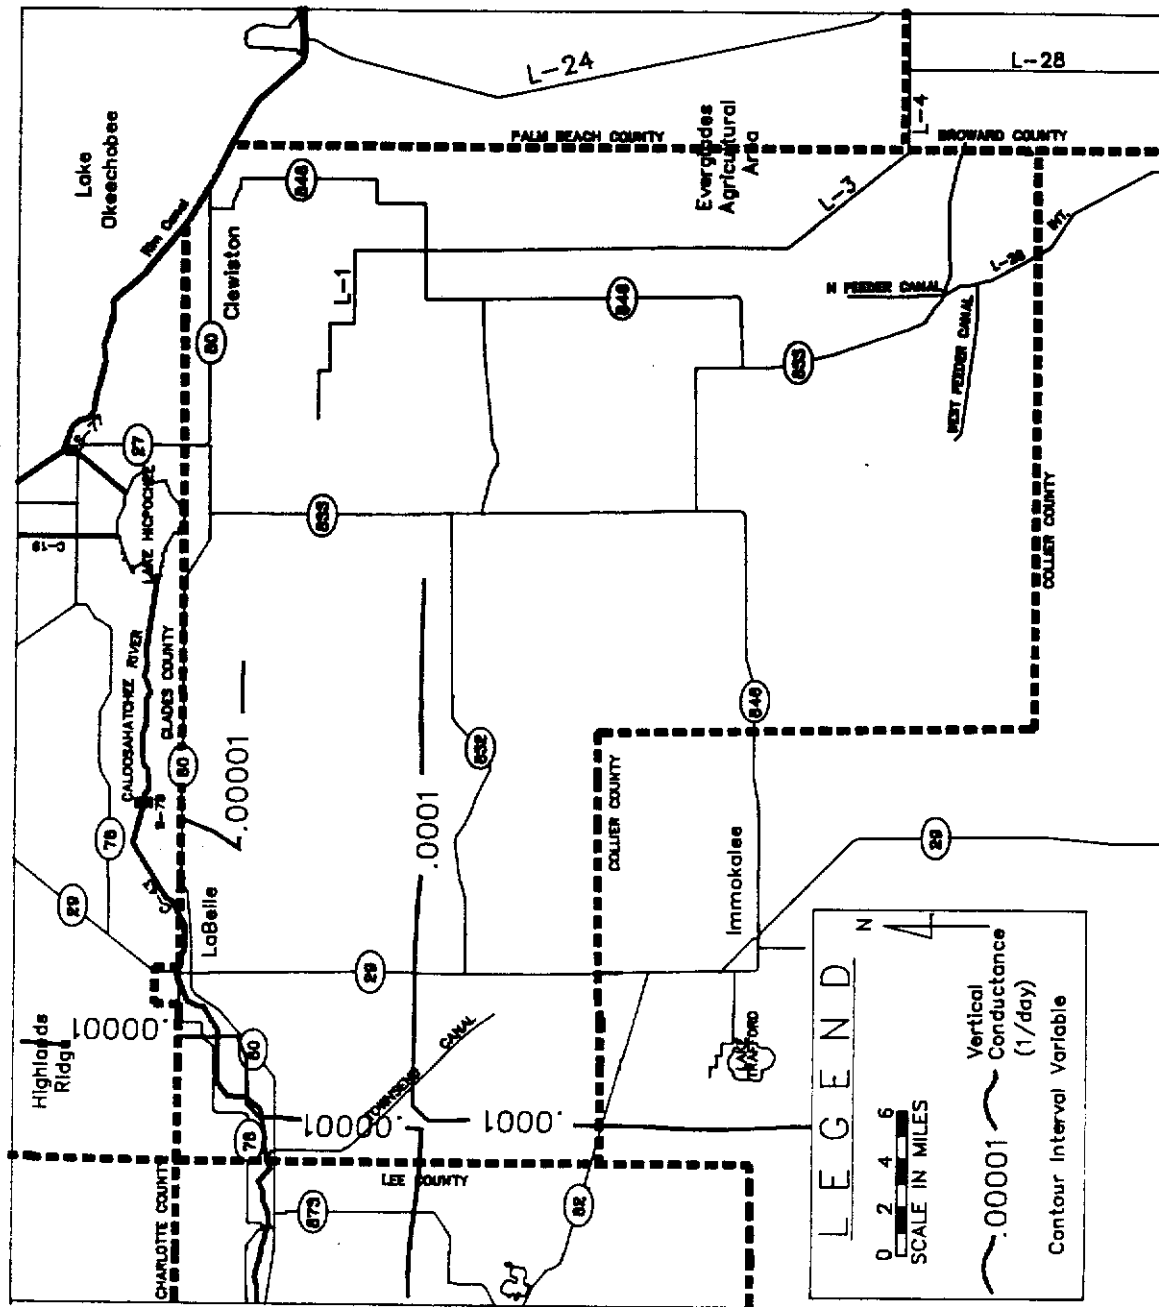 Lake
Okeechobee
Rim Canal
L-24
L-28
L-4
PALM BEACH COUNTY
BROWARD COUNTY
Everglades
Agricultural
Area
L-3
L-1
846
Clewiston
80
27
LAKE HICPOCHEE
833
846
833
N FEEDER CANAL
WEST FEEDER CANAL
L-28
INT.
COLLIER COUNTY
CALOOSAHATCHEE RIVER
GLADES COUNTY
80
.00001
.0001
832
846
COLLIER COUNTY
78
29
LaBelle
29
Immokalee
29
Highlands
Ridge
.00001
80
TOWNSEND CANAL
.00001
.0001
LAKE
TRAFFORD
78
CHARLOTTE COUNTY
LEE COUNTY
873
82
LEGEND
0 2 4 6
SCALE IN MILES
N
.00001
Vertical
Conductance
(1/day)
Contour Interval Variable